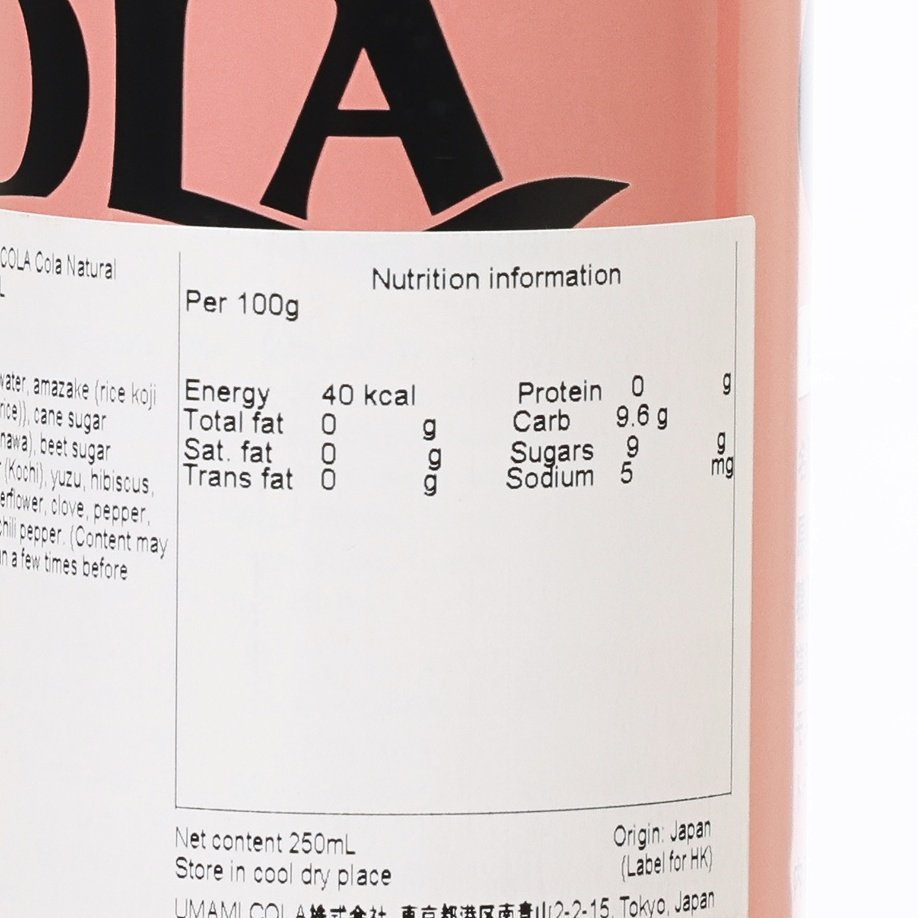 OLA
COLA Cola Natural
L
water, amazake (rice koji
rice)), cane sugar
nawa), beet sugar
(Kochi), yuzu, hibiscus,
erflower, clove, pepper,
chili pepper. (Content may
n a few times before
Nutrition information
Per 100g
Energy 40 kcal Protein 0 g
Total fat 0 g Carb 9.6 g
Sat. fat 0 g Sugars 9 g
Trans fat 0 g Sodium 5 mg
Net content 250mL Origin: Japan
Store in cool dry place (Label for HK)
UMAMI COLA株式会社 東京都港区南青山2-2-15, Tokyo, Japan